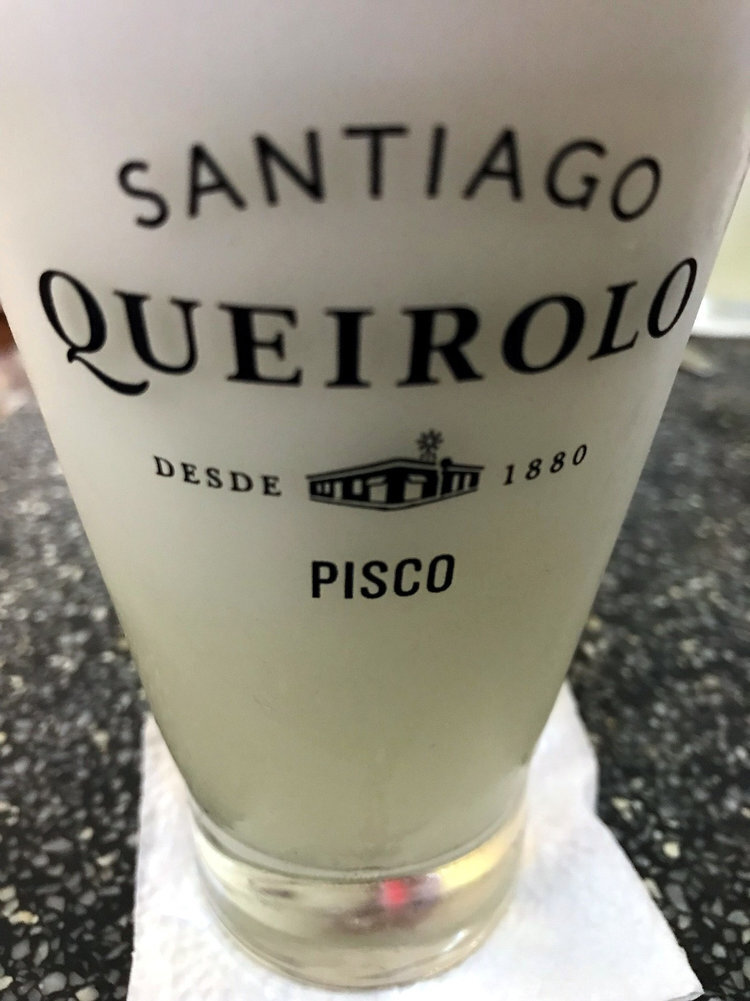 SANTIAGO
QUEIROLO
DESDE 1880
PISCO